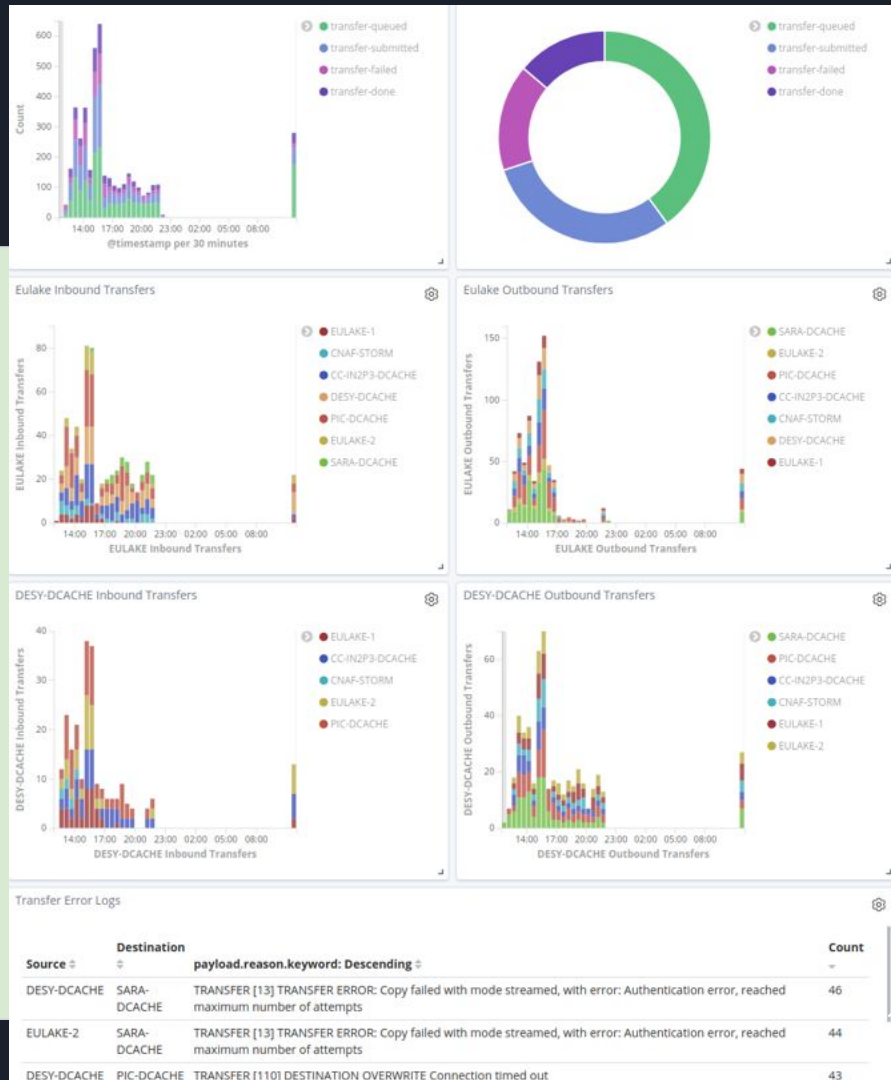 600
500
400
300
200
100
0
Count
14:00 17:00 20:00 23:00 02:00 05:00 08:00
@timestamp per 30 minutes
transfer-queued
transfer-submitted
transfer-failed
transfer-done
transfer-queued
transfer-submitted
transfer-failed
transfer-done
Eulake Inbound Transfers
80
60
40
20
0
EULAKE Inbound Transfers
14:00 17:00 20:00 23:00 02:00 05:00 08:00
EULAKE Inbound Transfers
EULAKE-1
CNAF-STORM
CC-IN2P3-DCACHE
DESY-DCACHE
PIC-DCACHE
EULAKE-2
SARA-DCACHE
Eulake Outbound Transfers
150
100
50
0
EULAKE Outbound Transfers
14:00 17:00 20:00 23:00 02:00 05:00 08:00
EULAKE Outbound Transfers
SARA-DCACHE
EULAKE-2
PIC-DCACHE
CC-IN2P3-DCACHE
CNAF-STORM
DESY-DCACHE
EULAKE-1
DESY-DCACHE Inbound Transfers
40
30
20
10
0
DESY-DCACHE Inbound Transfers
14:00 17:00 20:00 23:00 02:00 05:00 08:00
DESY-DCACHE Inbound Transfers
EULAKE-1
CC-IN2P3-DCACHE
CNAF-STORM
EULAKE-2
PIC-DCACHE
DESY-DCACHE Outbound Transfers
60
40
20
0
DESY-DCACHE Outbound Transfers
14:00 17:00 20:00 23:00 02:00 05:00 08:00
DESY-DCACHE Outbound Transfers
SARA-DCACHE
PIC-DCACHE
CC-IN2P3-DCACHE
CNAF-STORM
EULAKE-1
EULAKE-2
Transfer Error Logs
Source Destination payload.reason.keyword: Descending Count
DESY-DCACHE SARA- TRANSFER [13] TRANSFER ERROR: Copy failed with mode streamed, with error: Authentication error, reached 46
DCACHE maximum number of attempts
EULAKE-2 SARA- TRANSFER [13] TRANSFER ERROR: Copy failed with mode streamed, with error: Authentication error, reached 44
DCACHE maximum number of attempts
DESY-DCACHE PIC-DCACHE TRANSFER [110] DESTINATION OVERWRITE Connection timed out 43